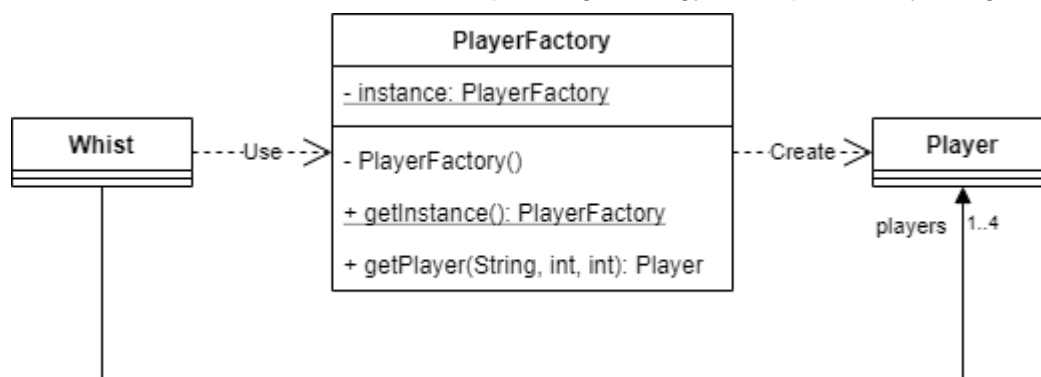 PlayerFactory
- instance: PlayerFactory
Whist
Use
- PlayerFactory()
+ getInstance(): PlayerFactory
+ getPlayer(String, int, int): Player
Create
Player
players
1..4